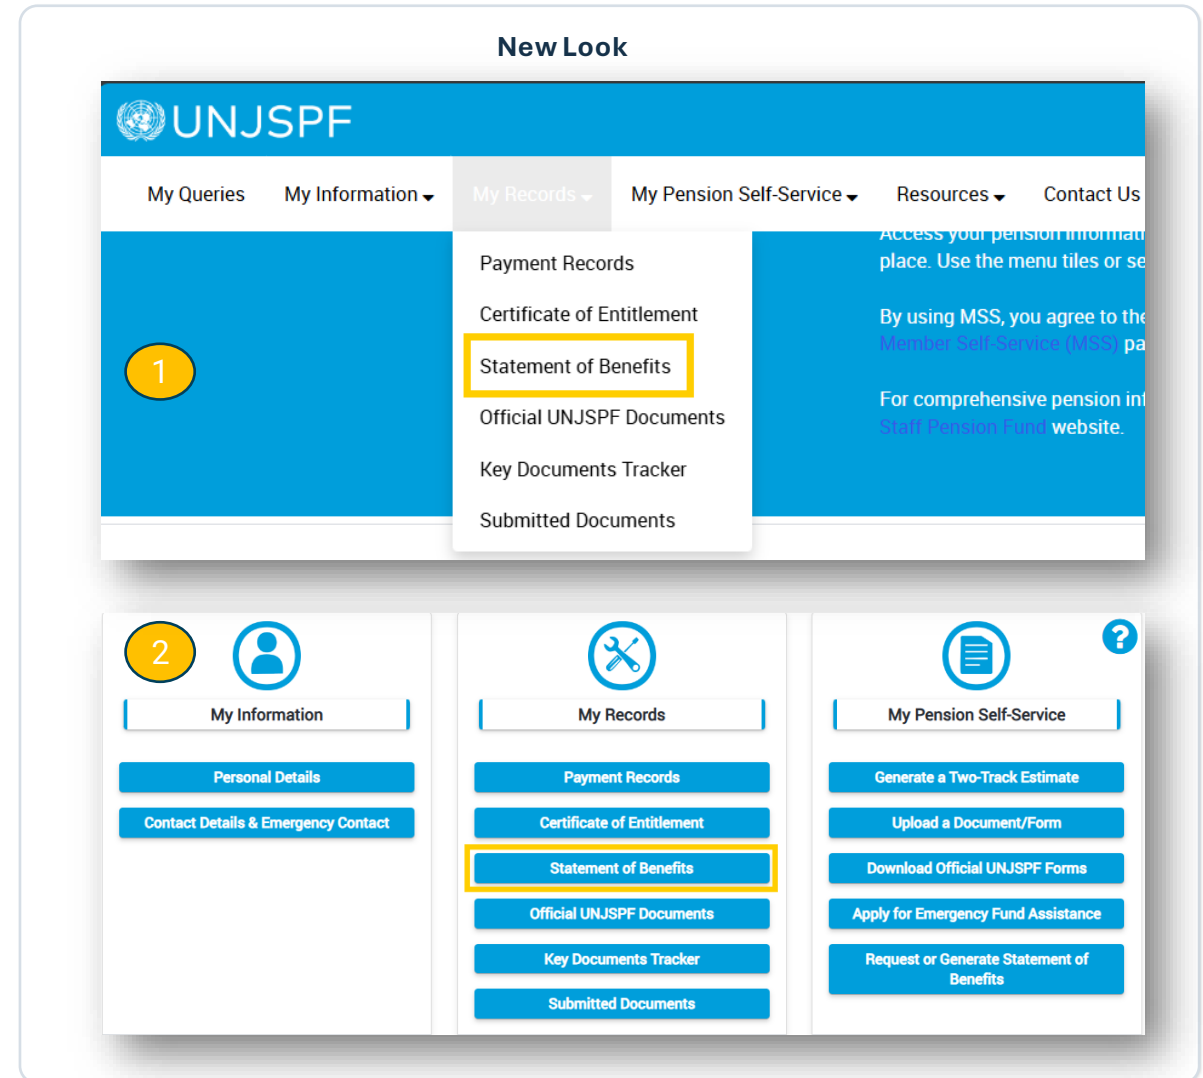 New Look
UNJSPF
My Queries My Information My Records My Pension Self-Service Resources Contact Us
Payment Records
Certificate of Entitlement
Statement of Benefits
Official UNJSPF Documents
Key Documents Tracker
Submitted Documents
Access your pension
place. Use the menu tiles or se
By using MSS, you agree to the
Member Self-Service (MSS) pa
For comprehensive pension inf
Staff Pension Fund website.
1
2
My Information
Personal Details
Contact Details & Emergency Contact
My Records
Payment Records
Certificate of Entitlement
Statement of Benefits
Official UNJSPF Documents
Key Documents Tracker
Submitted Documents
?
My Pension Self-Service
Generate a Two-Track Estimate
Upload a Document/Form
Download Official UNJSPF Forms
Apply for Emergency Fund Assistance
Request or Generate Statement of
Benefits